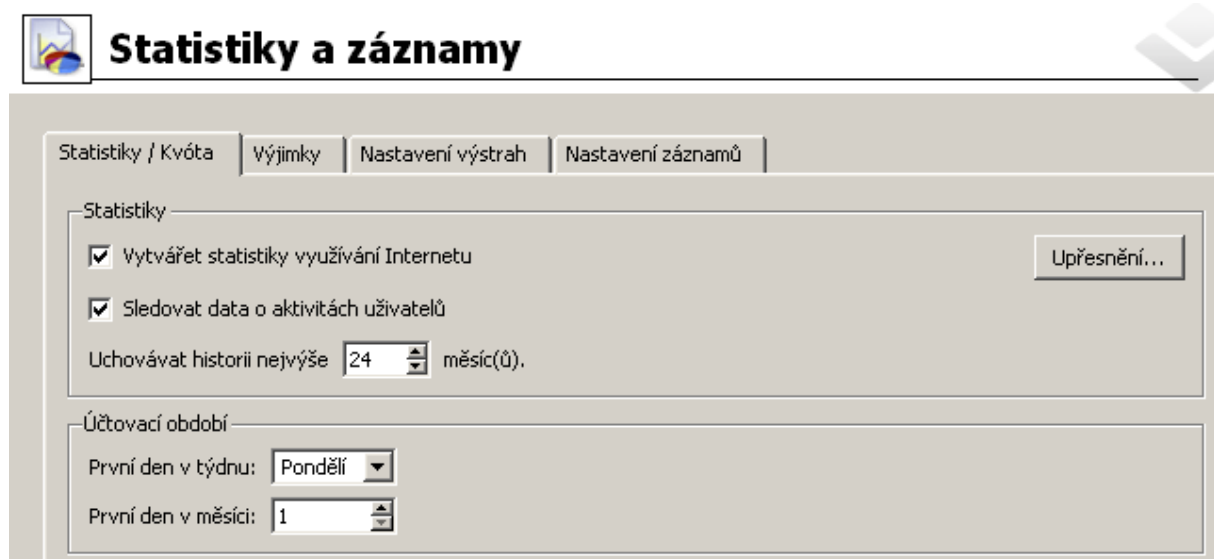 Statistiky a záznamy
Statistiky / Kvóta Výjimky Nastavení výstrah Nastavení záznamů
Statistiky
Vytvářet statistiky využívání Internetu Upřesnění...
Sledovat data o aktivitách uživatelů
Uchovávat historii nejvýše 24 měsíc(ů).
Účtovací období
První den v týdnu: Pondělí
První den v měsíci: 1